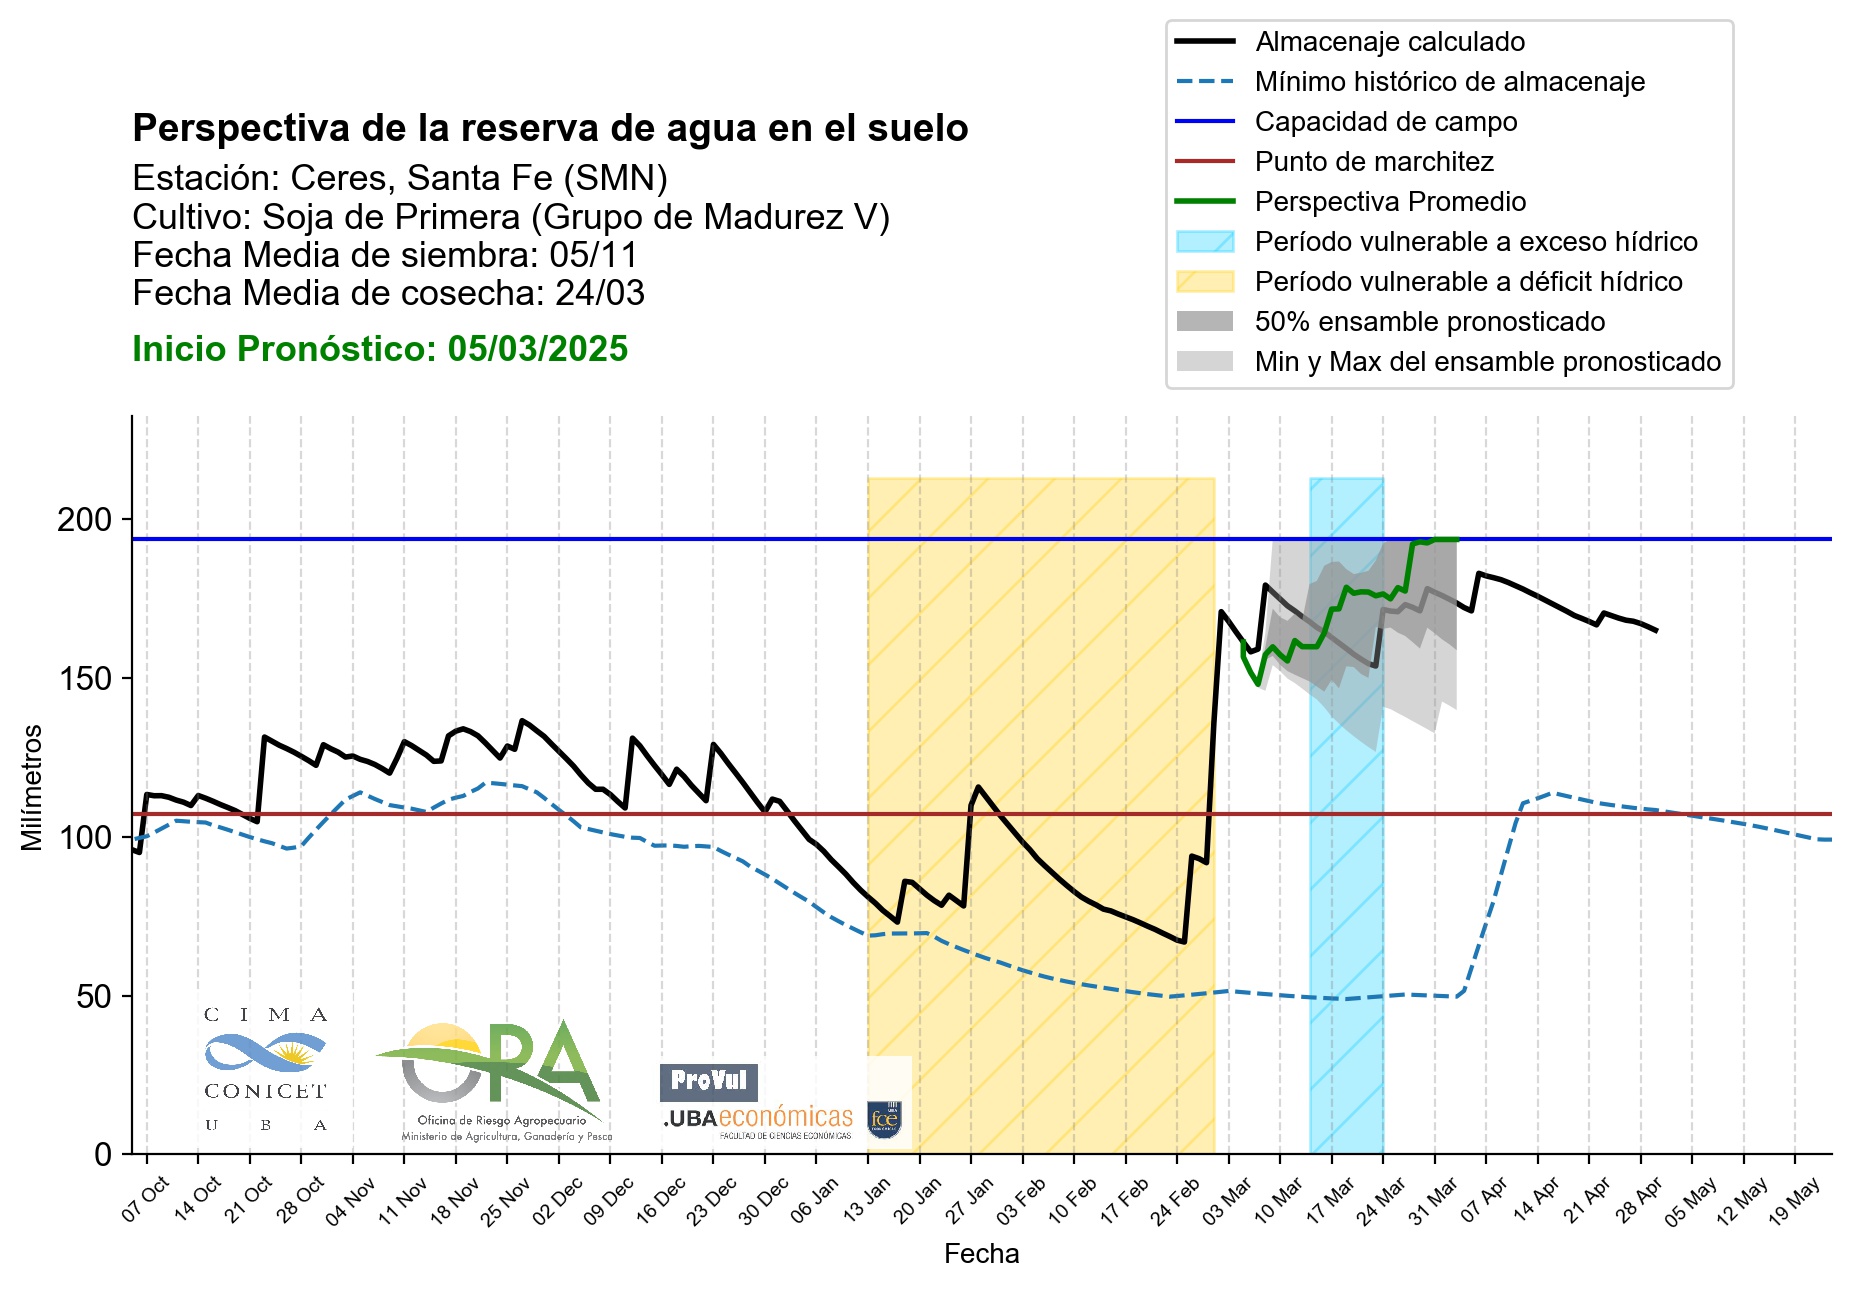 Almacenaje calculado
Mínimo histórico de almacenaje
Capacidad de campo
Punto de marchitez
Perspectiva Promedio
Período vulnerable a exceso hídrico
Período vulnerable a déficit hídrico
50% ensamble pronosticado
Min y Max del ensamble pronosticado
Perspectiva de la reserva de agua en el suelo
Estación: Ceres, Santa Fe (SMN)
Cultivo: Soja de Primera (Grupo de Madurez V)
Fecha Media de siembra: 05/11
Fecha Media de cosecha: 24/03
Inicio Pronóstico: 05/03/2025
200
150
100
50
0
Milímetros
C I M A
CONICET
U B A
ORA
Oficina de Riesgo Agropecuario
Ministerio de Agricultura, Ganadería y Pesca
ProVul
.UBAeconómicas
FACULTAD DE CIENCIAS ECONÓMICAS
UBA
fce
ECONÓMICAS
07 Oct
14 Oct
21 Oct
28 Oct
04 Nov
11 Nov
18 Nov
25 Nov
02 Dec
09 Dec
16 Dec
23 Dec
30 Dec
06 Jan
13 Jan
20 Jan
27 Jan
03 Feb
10 Feb
17 Feb
24 Feb
03 Mar
10 Mar
17 Mar
24 Mar
31 Mar
07 Apr
14 Apr
21 Apr
28 Apr
05 May
12 May
19 May
Fecha